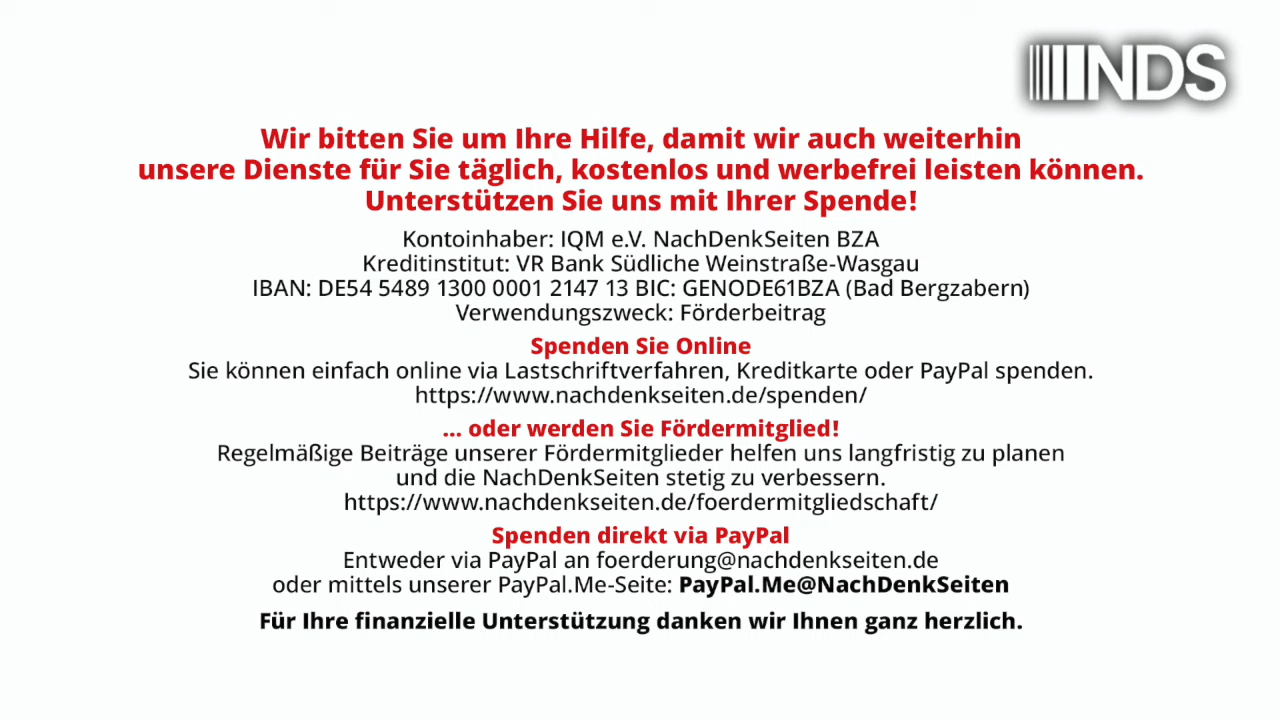 NDS
Wir bitten Sie um Ihre Hilfe, damit wir auch weiterhin
unsere Dienste für Sie täglich, kostenlos und werbefrei leisten können.
Unterstützen Sie uns mit Ihrer Spende!
Kontoinhaber: IQM e.V. NachDenkSeiten BZA
Kreditinstitut: VR Bank Südliche Weinstraße-Wasgau
IBAN: DE54 5489 1300 0001 2147 13 BIC: GENODE61BZA (Bad Bergzabern)
Verwendungszweck: Förderbeitrag
Spenden Sie Online
Sie können einfach online via Lastschriftverfahren, Kreditkarte oder PayPal spenden.
https://www.nachdenkseiten.de/spenden/
... oder werden Sie Fördermitglied!
Regelmäßige Beiträge unserer Fördermitglieder helfen uns langfristig zu planen
und die NachDenkSeiten stetig zu verbessern.
https://www.nachdenkseiten.de/foerdermitgliedschaft/
Spenden direkt via PayPal
Entweder via PayPal an foerderung@nachdenkseiten.de
oder mittels unserer PayPal.Me-Seite: PayPal.Me@NachDenkSeiten
Für Ihre finanzielle Unterstützung danken wir Ihnen ganz herzlich.